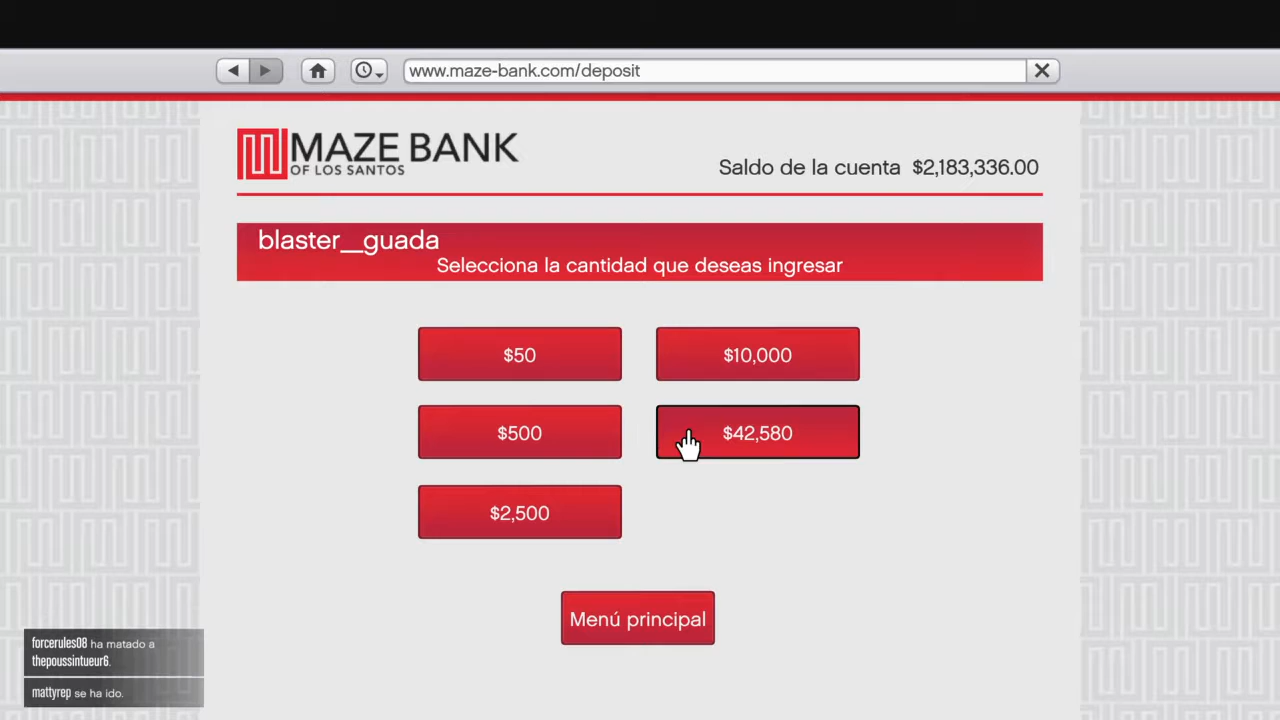 www.maze-bank.com/deposit
MAZE BANK
OF LOS SANTOS
Saldo de la cuenta $2,183,336.00
blaster__guada
Selecciona la cantidad que deseas ingresar
$50
$10,000
$500
$42,580
$2,500
Menú principal
forcerules08 ha matado a
thepoussintueur6.
mattyrep se ha ido.